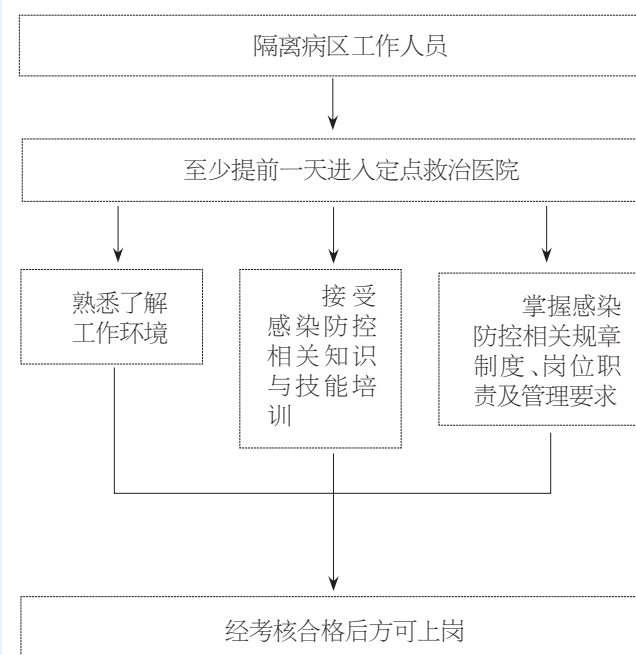 隔离病区工作人员
至少提前一天进入定点救治医院
熟悉了解
工作环境
接受
感染防控
相关知识
与技能培
训
掌握感染
防控相关规章
制度、岗位职
责及管理要求
经考核合格后方可上岗